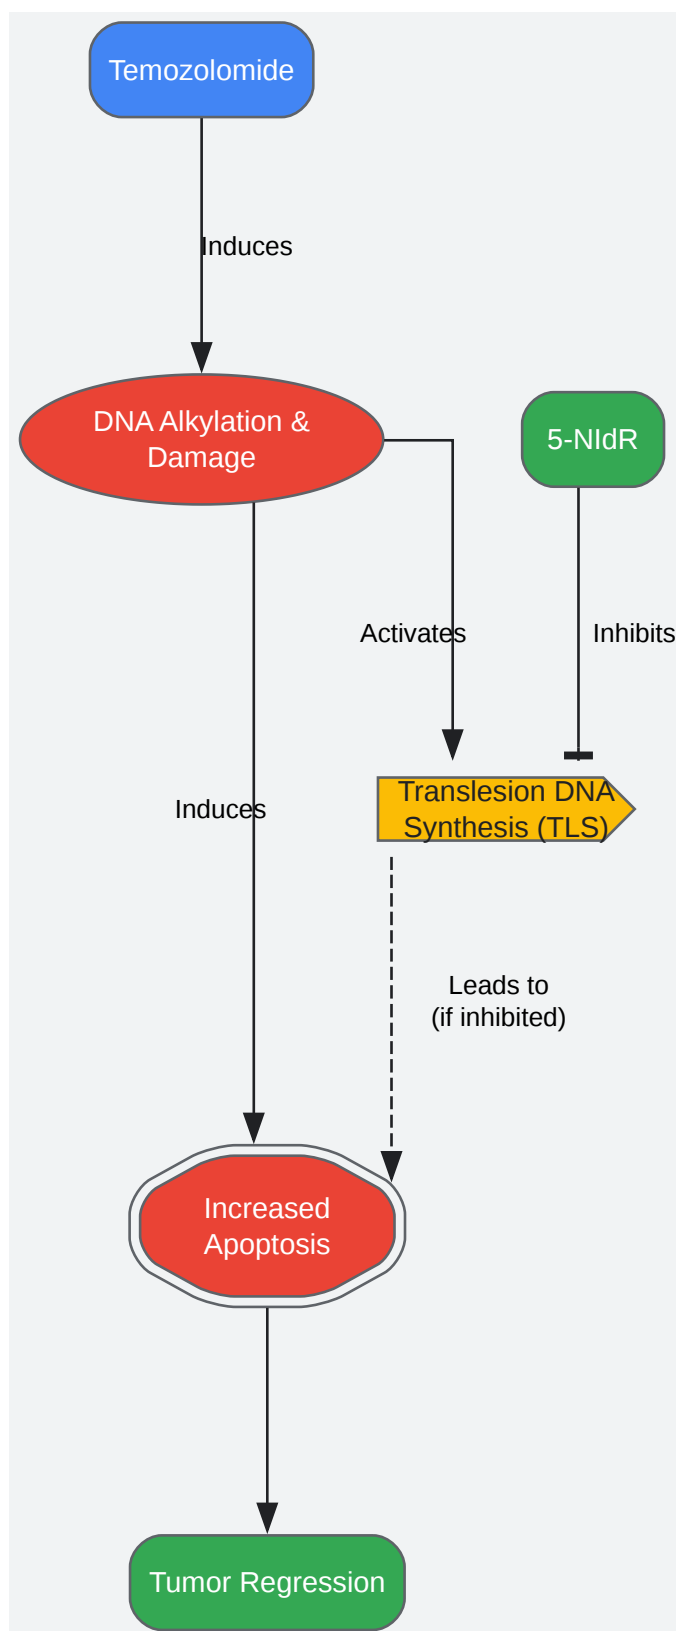 Temozolomide
Induces
DNA Alkylation &
Damage
5-NIdR
Activates
Inhibits
Translesion DNA
Synthesis (TLS)
Induces
Leads to
(if inhibited)
Increased
Apoptosis
Tumor Regression